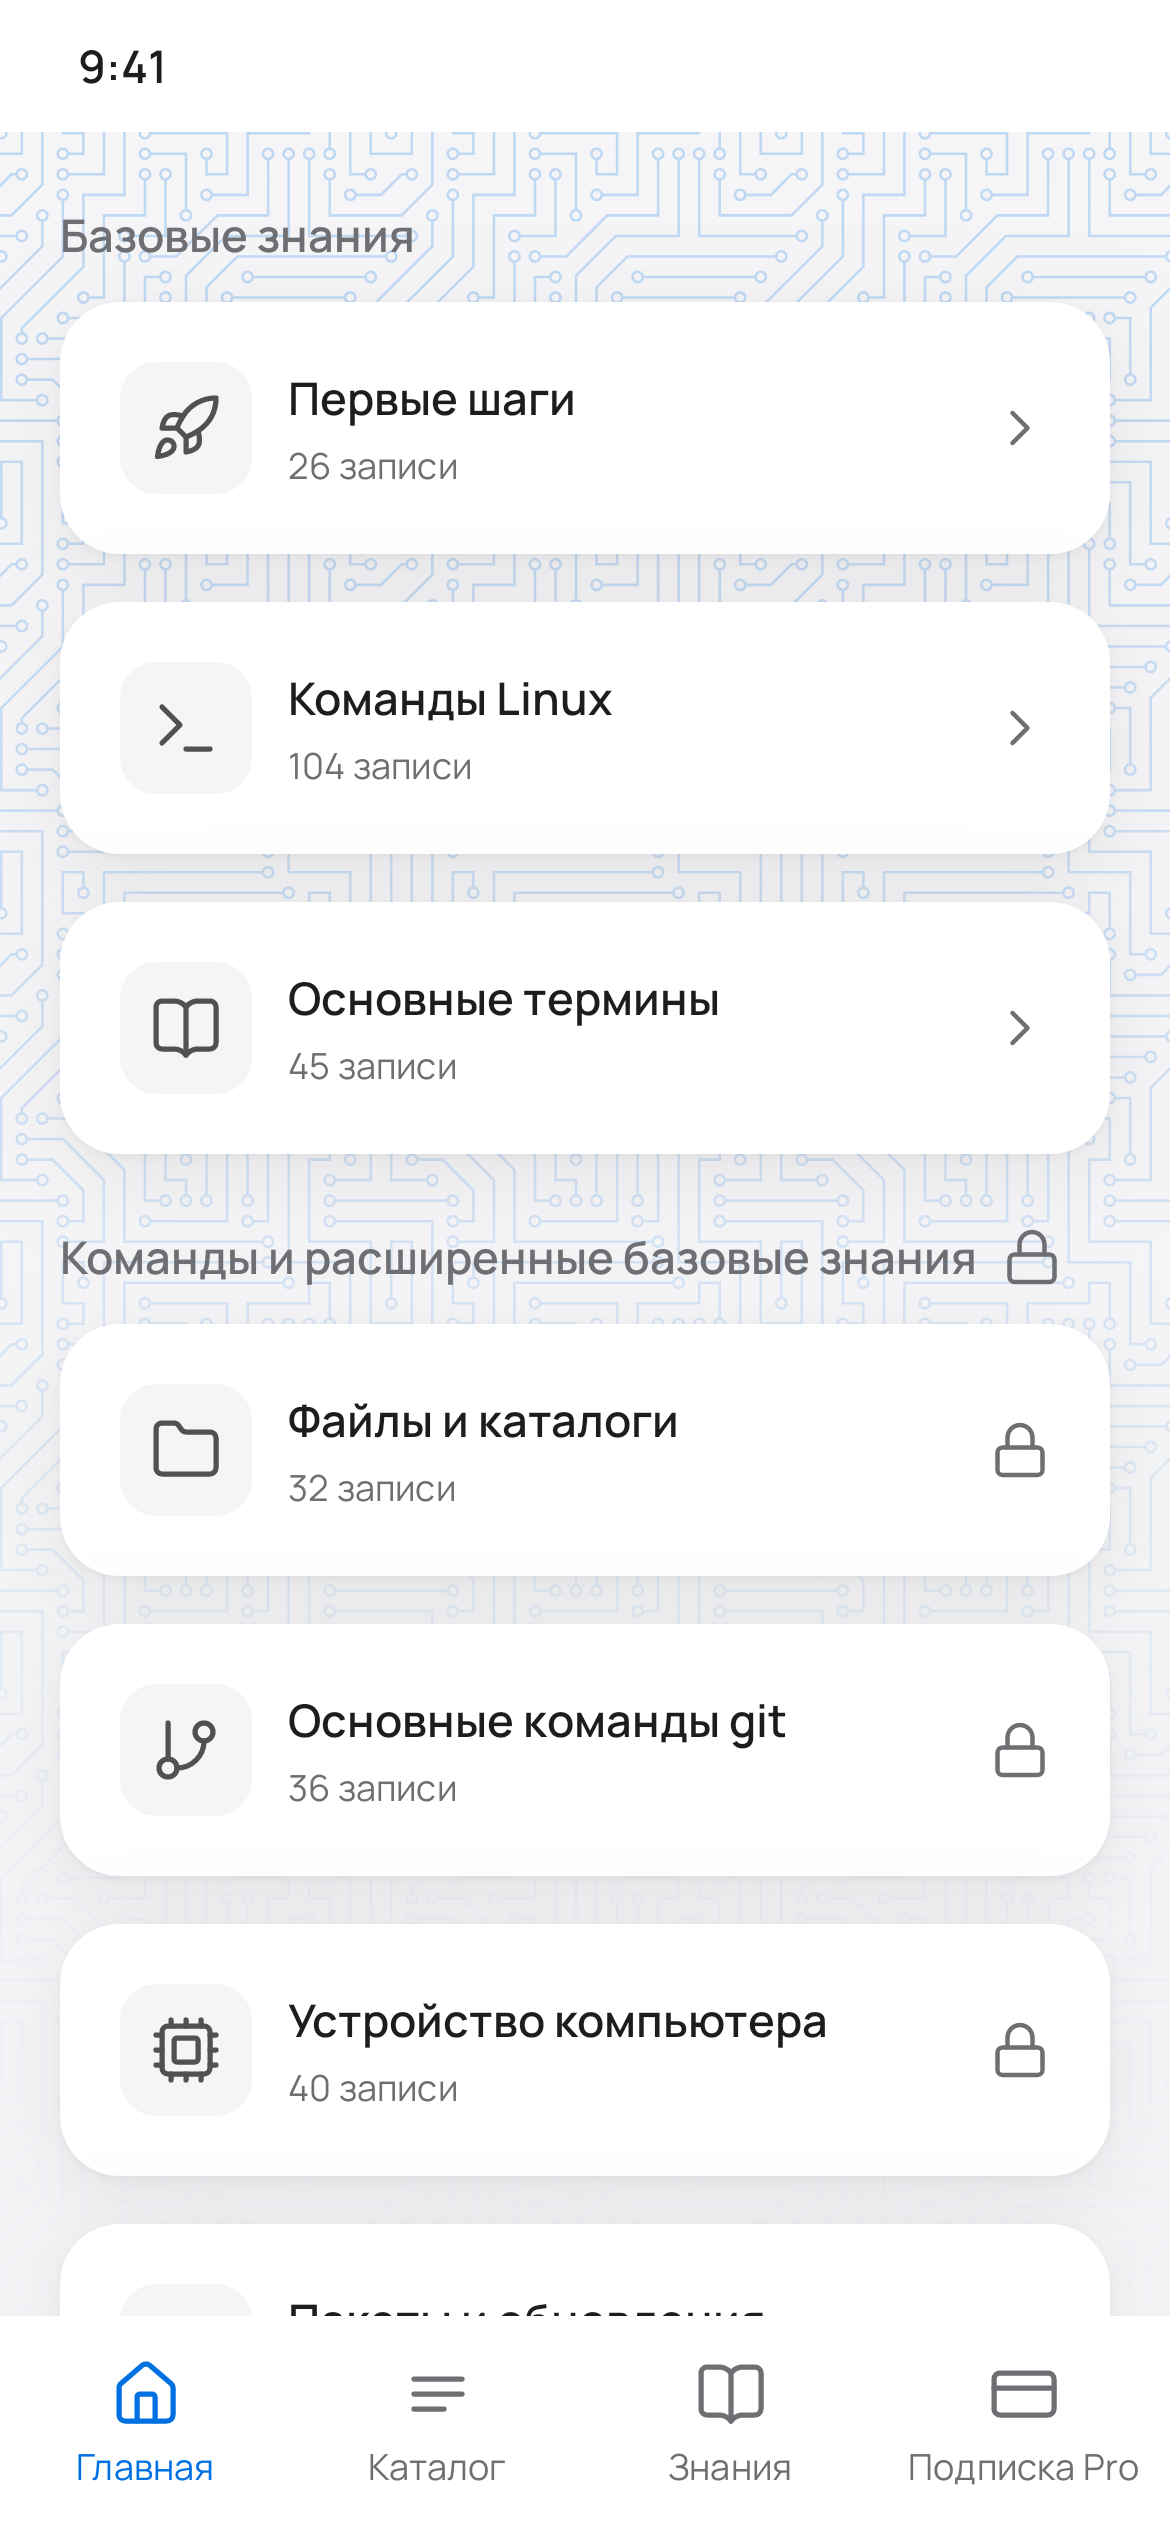 9:41
Базовые знания
Первые шаги
26 записи
Команды Linux
104 записи
Основные термины
45 записи
Команды и расширенные базовые знания
Файлы и каталоги
32 записи
Основные команды git
36 записи
Устройство компьютера
40 записи
Пакеты и обновления
Главная
Каталог
Знания
Подписка Pro